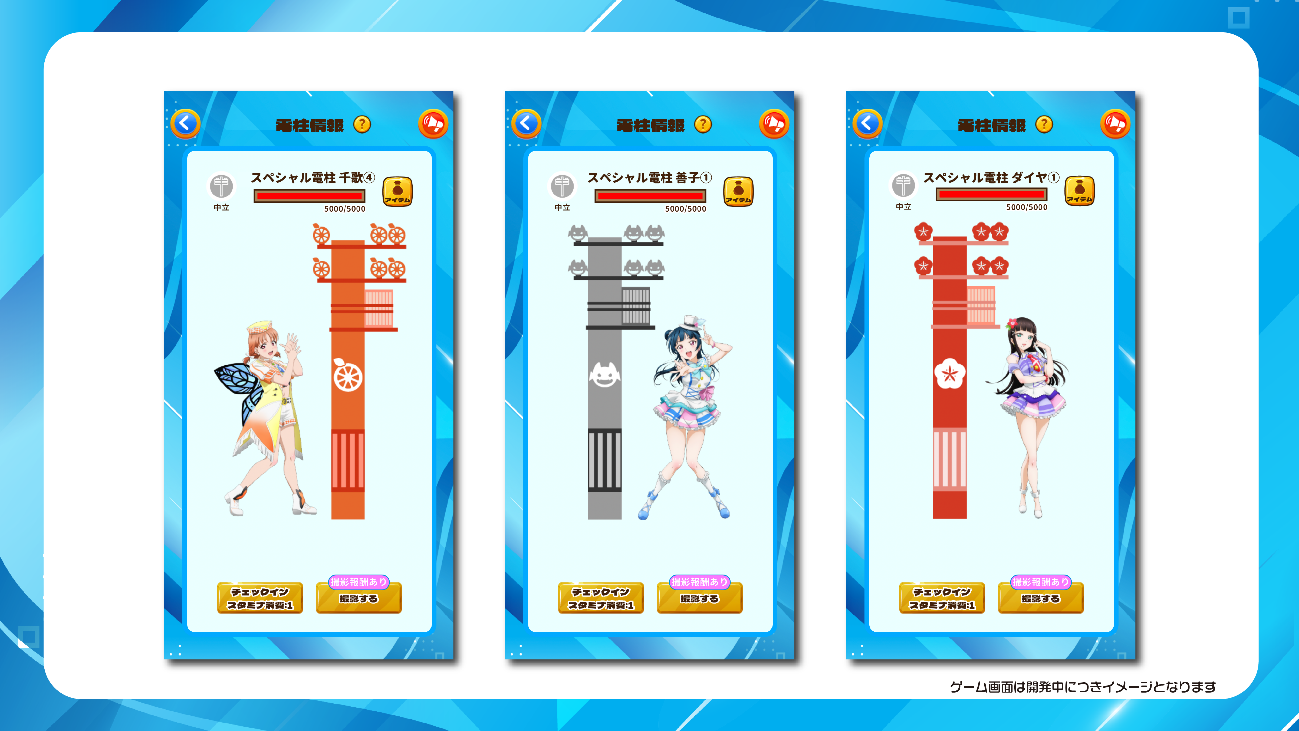 電柱情報 ?
スペシャル電柱 千歌④
中立
5000/5000
アイテム
撮影報酬あり
チェックイン
スタミナ消費:1
撮影する
電柱情報 ?
スペシャル電柱 善子①
中立
5000/5000
アイテム
撮影報酬あり
チェックイン
スタミナ消費:1
撮影する
電柱情報 ?
スペシャル電柱 ダイヤ①
中立
5000/5000
アイテム
撮影報酬あり
チェックイン
スタミナ消費:1
撮影する
ゲーム画面は開発中につきイメージとなります